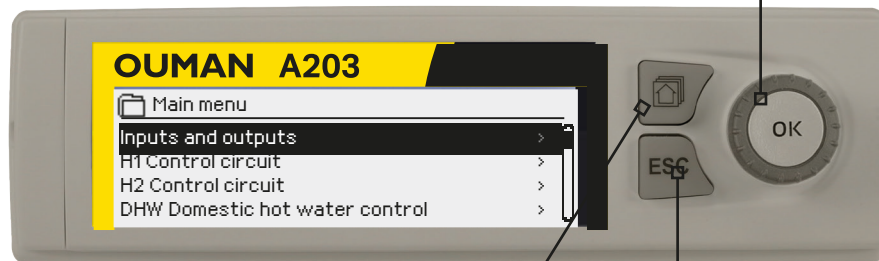 OUMAN A203
Main menu
Inputs and outputs
H1 Control circuit
H2 Control circuit
DHW Domestic hot water control
OK
ESC